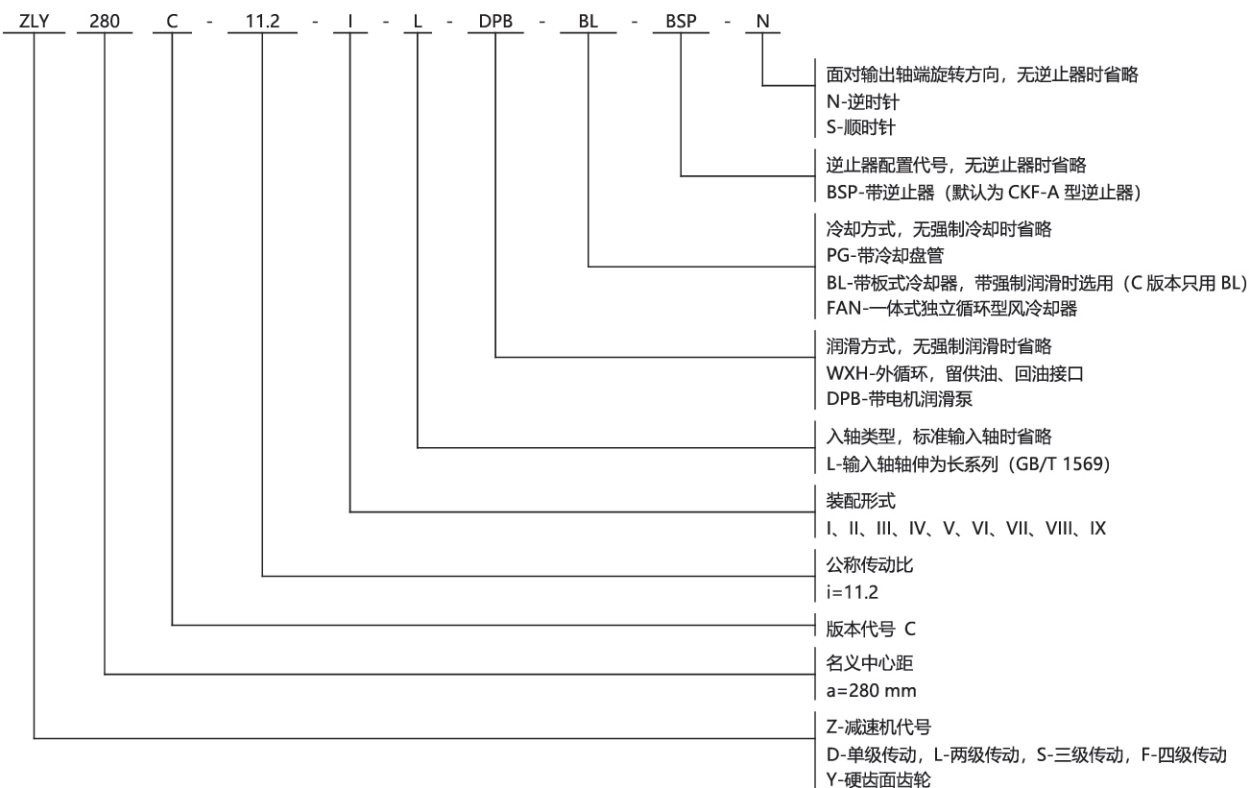 ZLY 280 C - 11.2 - I - L - DPB - BL - BSP - N
面对输出轴端旋转方向，无逆止器时省略
N-逆时针
S-顺时针
逆止器配置代号，无逆止器时省略
BSP-带逆止器（默认为 CKF-A 型逆止器）
冷却方式，无强制冷却时省略
PG-带冷却盘管
BL-带板式冷却器，带强制润滑时选用（C 版本只用 BL)
FAN-一体式独立循环型风冷却器
润滑方式，无强制润滑时省略
WXH-外循环，留供油、回油接口
DPB-带电机润滑泵
入轴类型，标准输入轴时省略
L-输入轴轴伸为长系列（GB/T 1569）
装配形式
I、II、III、IV、V、VI、VII、VIII、IX
公称传动比
i=11.2
版本代号 C
名义中心距
a=280 mm
Z-减速机代号
D-单级传动，L-两级传动，S-三级传动，F-四级传动
Y-硬齿面齿轮